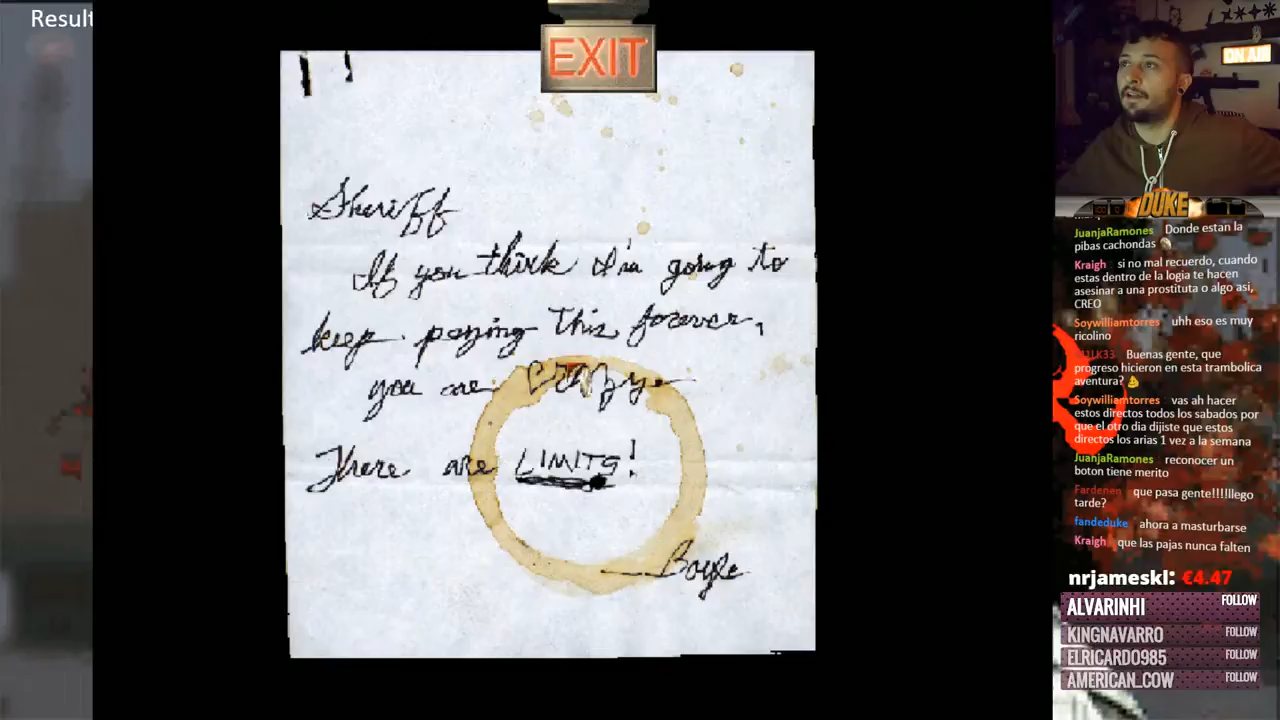 Result
EXIT
Sheriff
If you think I'm going to
keep paying this forever,
you are
There are LIMITS!
Boyle
ON AIR
DUKE
JuanjaRamones Donde estan la
pibas cachondas
Kraigh si no mal recuerdo, cuando
estas dentro de la logia te hacen
asesinar a una prostituta o algo asi,
CREO
Soywilliamtorres uhh eso es muy
ricolino
Buenas gente, que
progreso hicieron en esta trambolica
aventura?
Soywilliamtorres vas ah hacer
estos directos todos los sabados por
que el otro dia dijiste que estos
directos los arias 1 vez a la semana
JuanjaRamones reconocer un
boton tiene merito
Fardenen que pasa gente!!!!llego
tarde?
fandeduke ahora a masturbarse
Kraigh que las pajas nunca falten
nrjameskl: €4.47
ALVARINHI FOLLOW
KINGNAVARRO FOLLOW
ELRICARDO985 FOLLOW
AMERICAN_COW FOLLOW